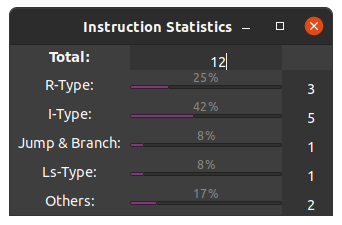 Instruction Statistics
Total: 12
R-Type: 25% 3
I-Type: 42% 5
Jump & Branch: 8% 1
Ls-Type: 8% 1
Others: 17% 2